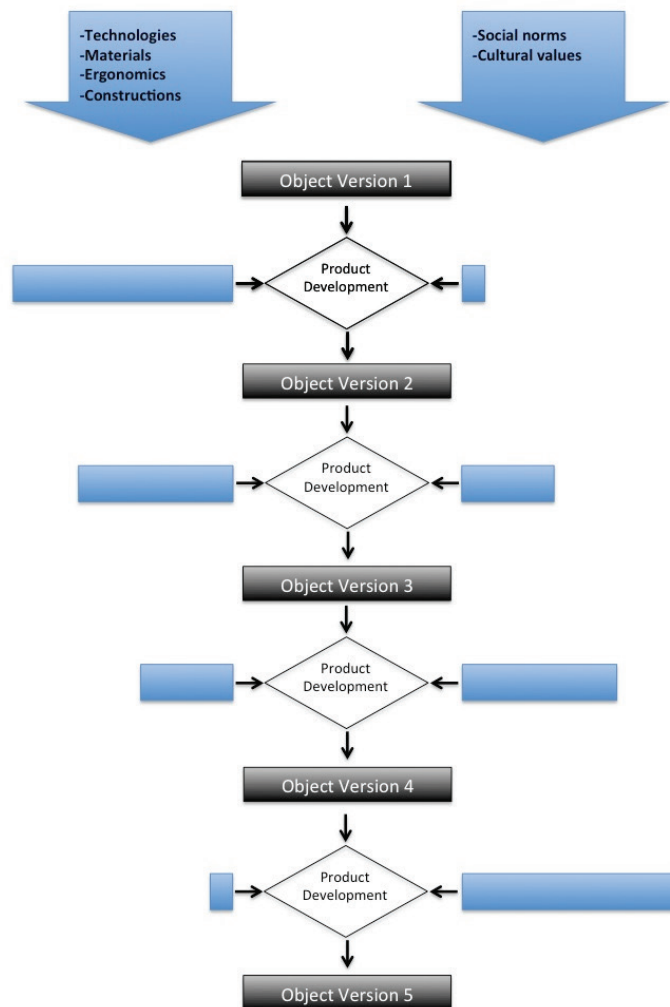 -Technologies
-Materials
-Ergonomics
-Constructions
-Social norms
-Cultural values
Object Version 1
Product
Development
Object Version 2
Product
Development
Object Version 3
Product
Development
Object Version 4
Product
Development
Object Version 5